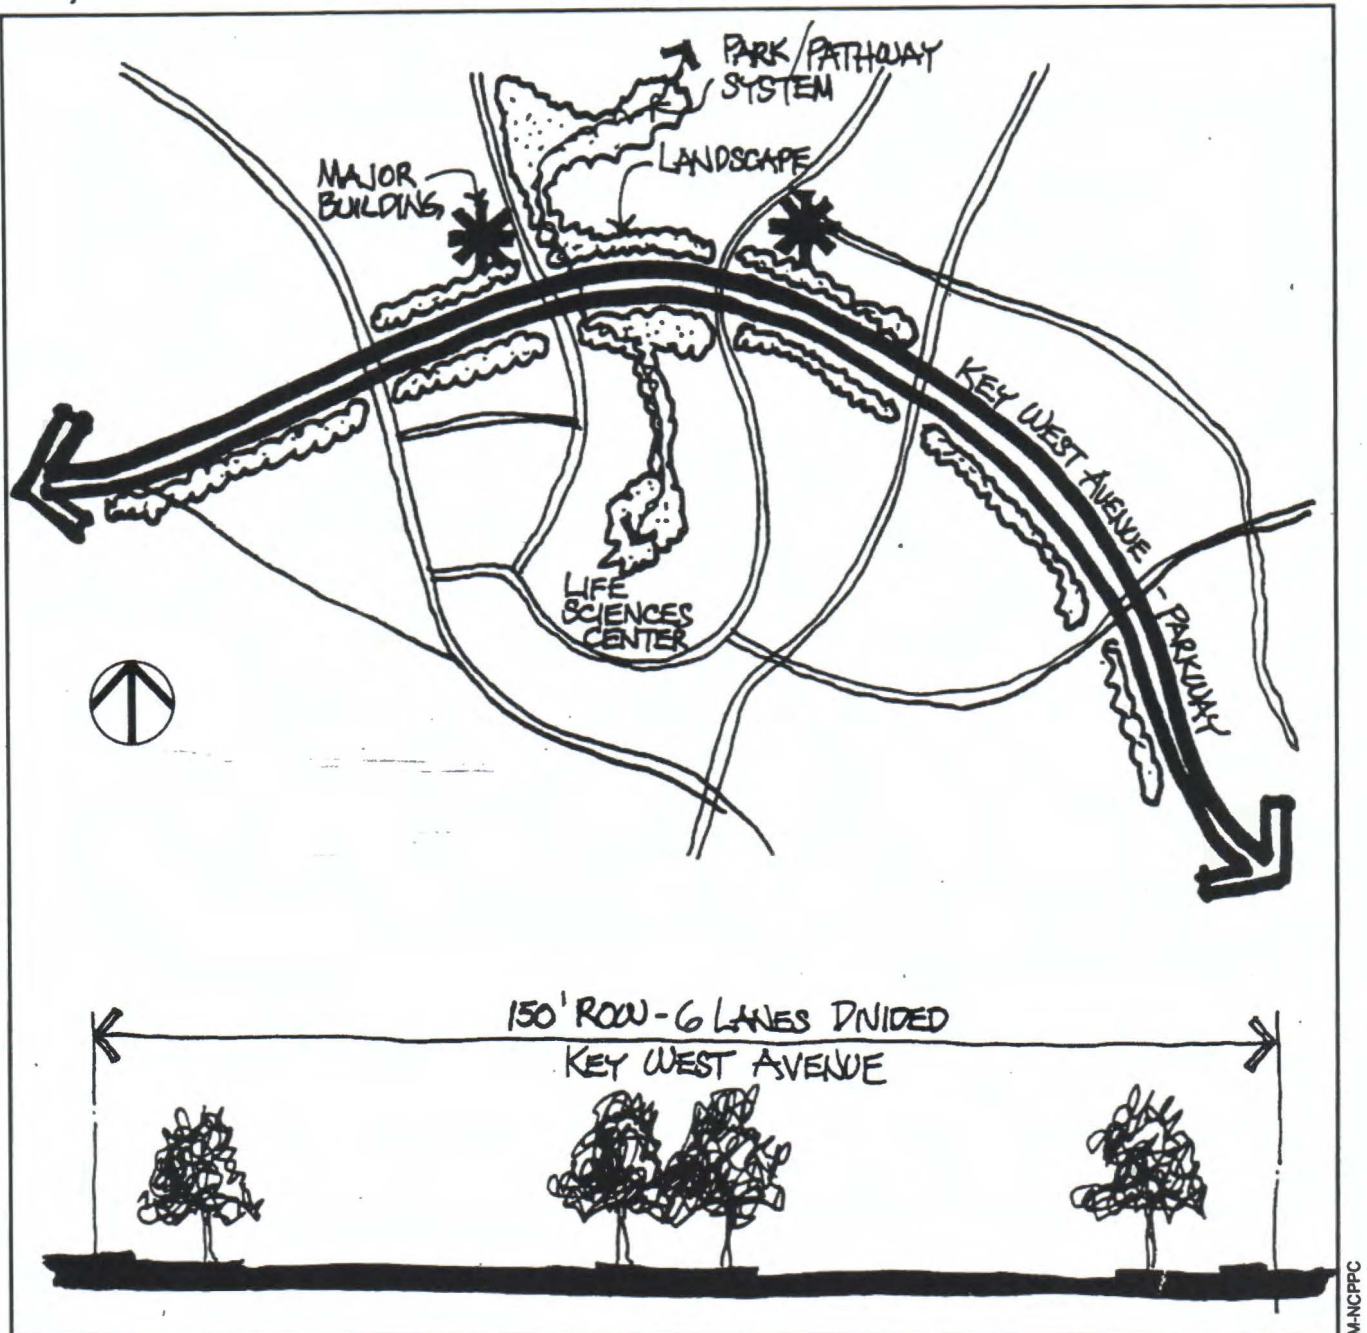 PARK/PATHWAY
SYSTEM
MAJOR
BUILDING
LANDSCAPE
KEY WEST AVENUE - PARKWAY
LIFE
SCIENCES
CENTER
150' ROW - 6 LANES DIVIDED
KEY WEST AVENUE
M-NCPPC